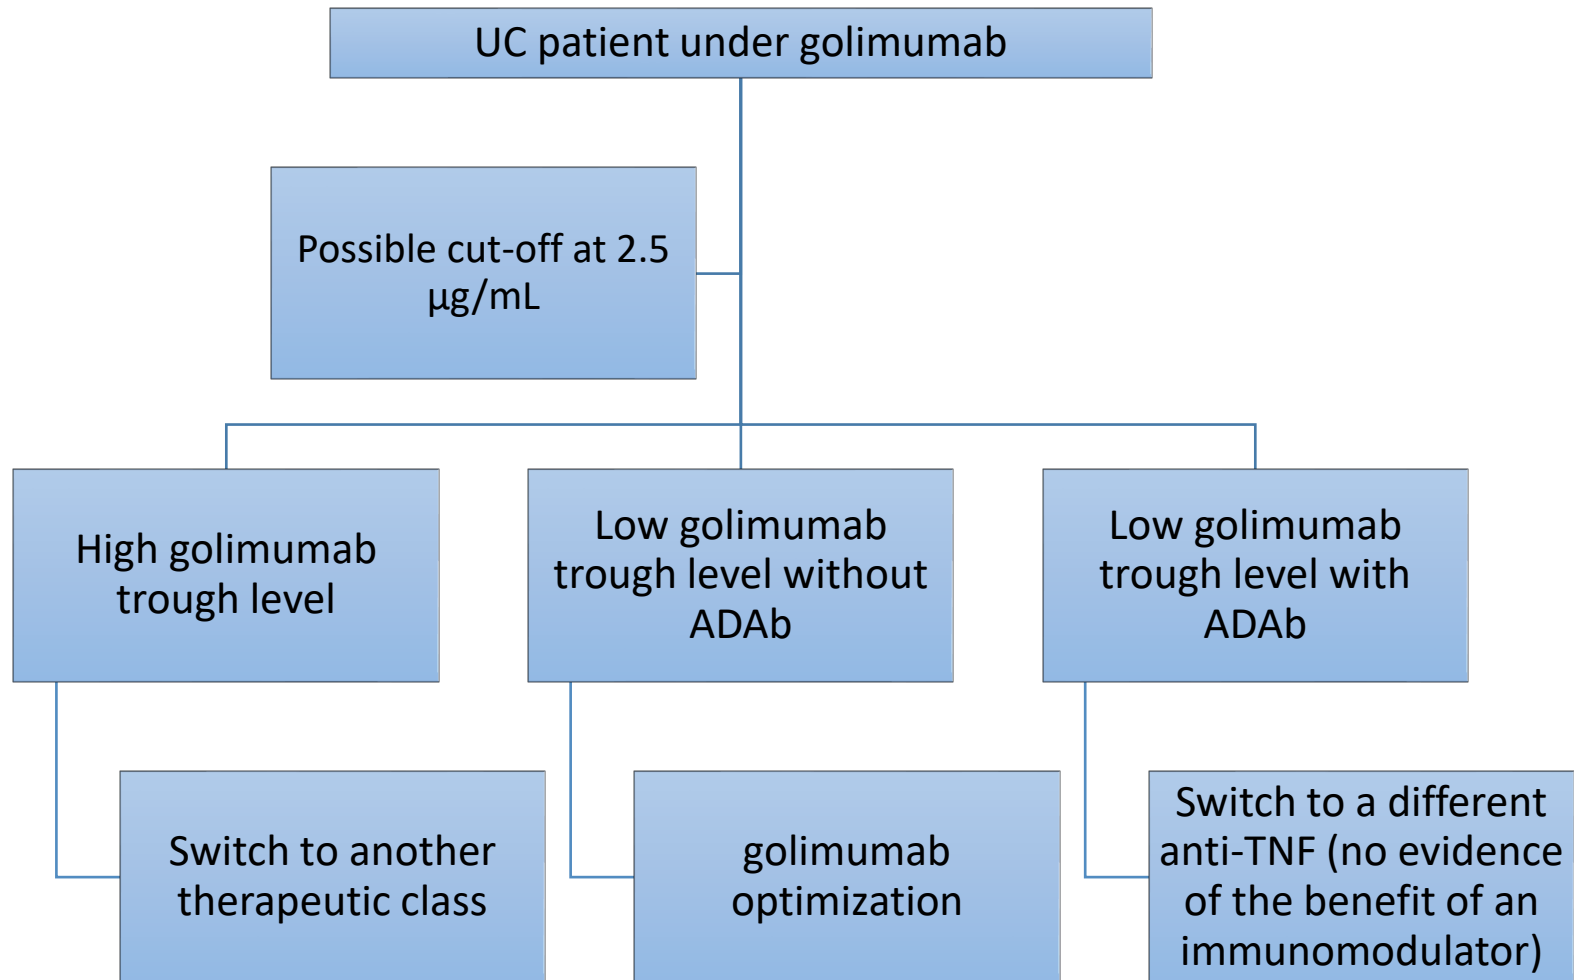 UC patient under golimumab
Possible cut-off at 2.5
µg/mL
High golimumab
trough level
Low golimumab
trough level without
ADAb
Low golimumab
trough level with
ADAb
Switch to another
therapeutic class
golimumab
optimization
Switch to a different
anti-TNF (no evidence
of the benefit of an
immunomodulator)